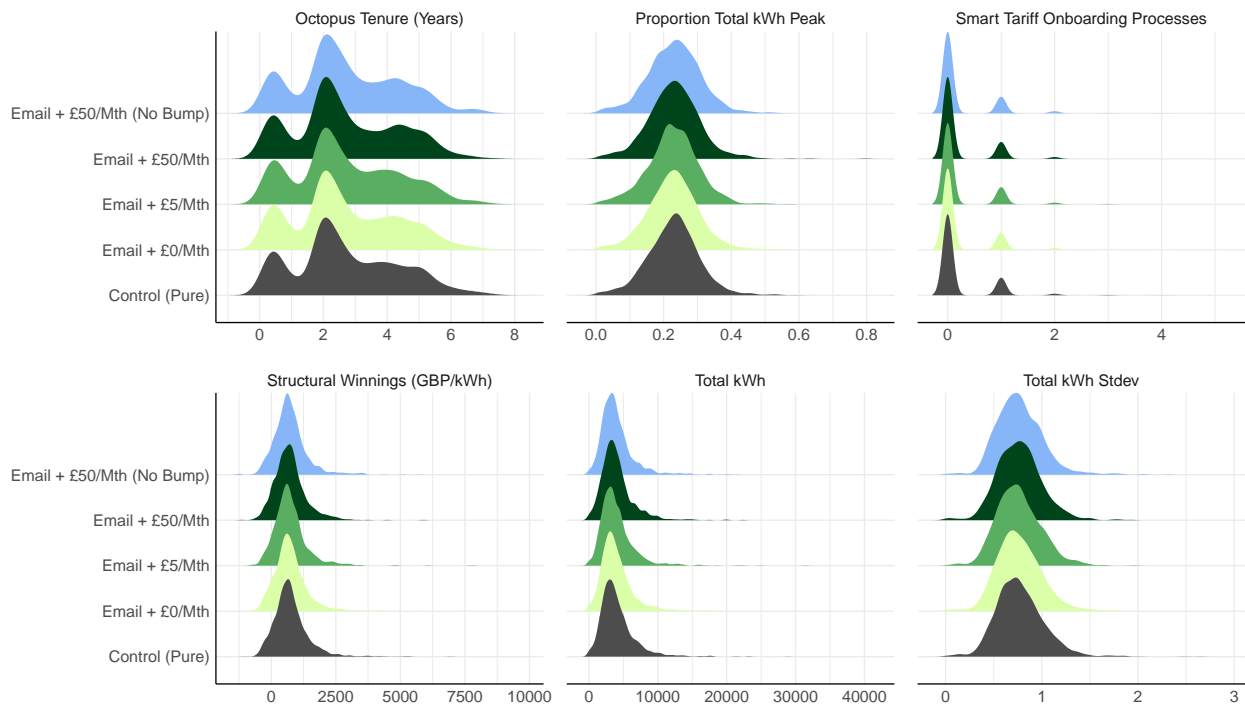 Octopus Tenure (Years)
Proportion Total kWh Peak
Smart Tariff Onboarding Processes
Email + £50/Mth (No Bump)
Email + £50/Mth
Email + £5/Mth
Email + £0/Mth
Control (Pure)
0 2 4 6 8
0.0 0.2 0.4 0.6 0.8
0 2 4
Structural Winnings (GBP/kWh)
Total kWh
Total kWh Stdev
Email + £50/Mth (No Bump)
Email + £50/Mth
Email + £5/Mth
Email + £0/Mth
Control (Pure)
0 2500 5000 7500 10000
0 10000 20000 30000 40000
0 1 2 3